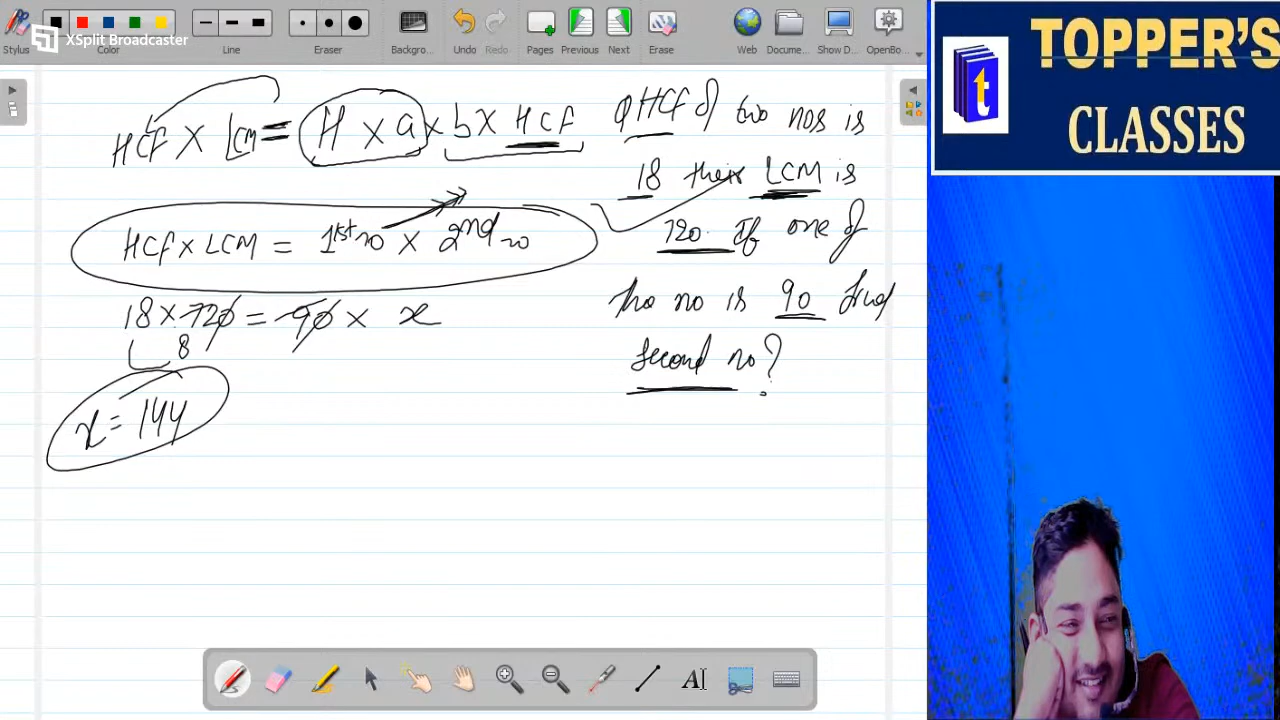 Stylus
Color
Line
Eraser
Backgro...
Undo
Redo
Pages
Previous
Next
Erase
Web
Docume...
Show D...
OpenBo...
XSplit Broadcaster
TOPPER'S
CLASSES
t
HCF × LCM = H × a × b × HCF
HCF × LCM = 1st no × 2nd no
18 × 720 = 90 × x
8
x = 144
Q HCF of two nos is
18 their LCM is
720. If one of
the no is 90 find
second no?
AI